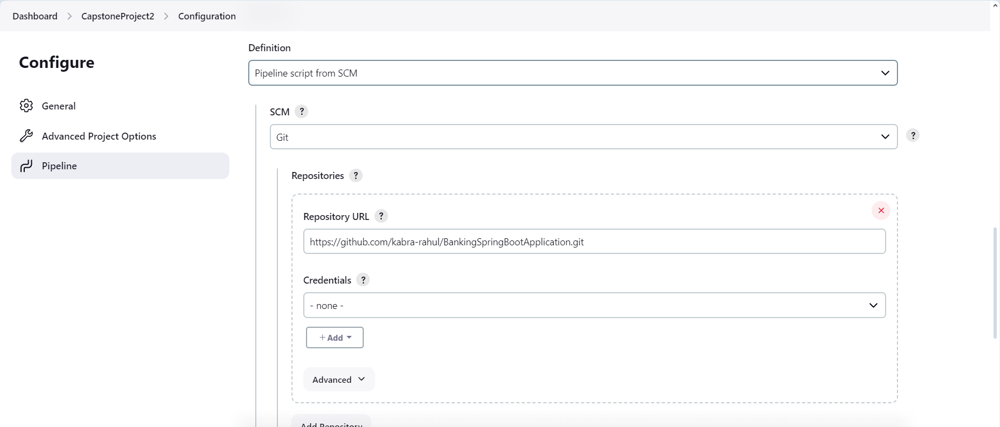 Dashboard > CapstoneProject2 > Configuration
Configure
General
Advanced Project Options
Pipeline
Definition
Pipeline script from SCM
SCM ?
Git
?
Repositories ?
Repository URL ?
https://github.com/kabra-rahul/BankingSpringBootApplication.git
Credentials ?
- none -
+ Add
Advanced
Add Repository